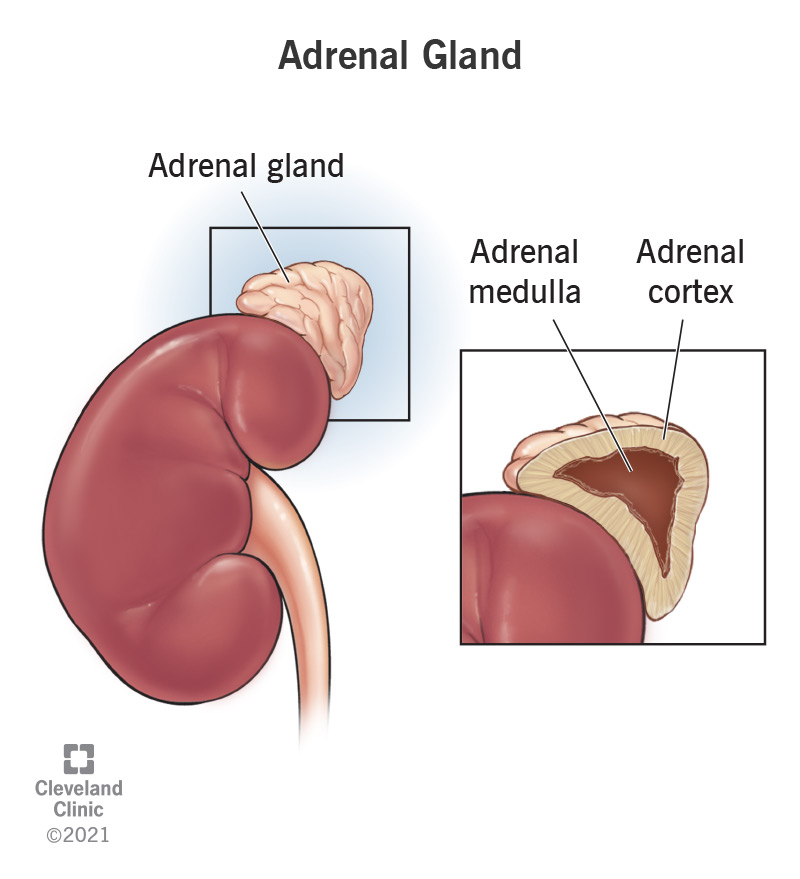 Adrenal Gland
Adrenal gland
Adrenal
medulla
Adrenal
cortex
Cleveland
Clinic
©2021